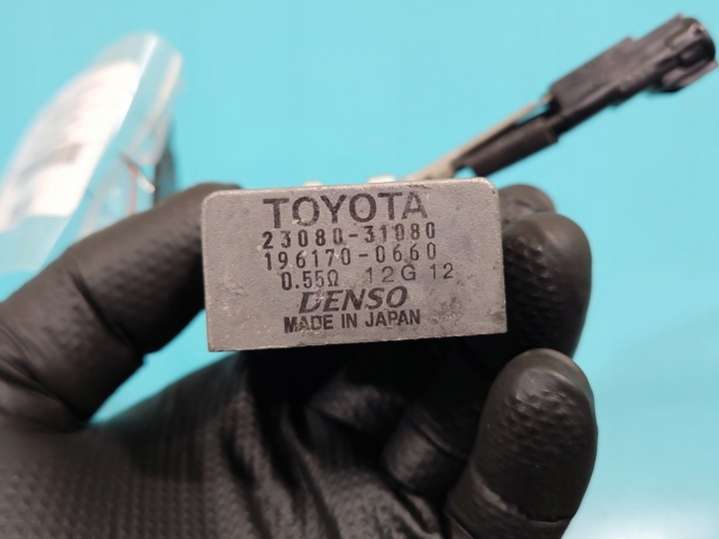 TOYOTA
23080-31080
196170-0660
0.55Ω 12G 12
DENSO
MADE IN JAPAN